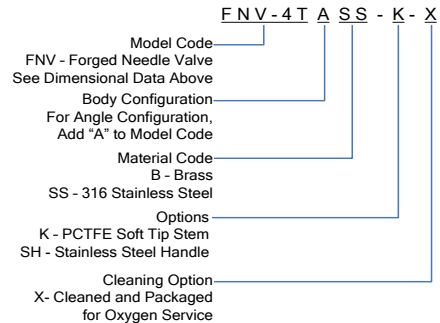 FNV-4TASS-K-X
Model Code
FNV - Forged Needle Valve
See Dimensional Data Above
Body Configuration
For Angle Configuration,
Add “A” to Model Code
Material Code
B - Brass
SS - 316 Stainless Steel
Options
K - PCTFE Soft Tip Stem
SH - Stainless Steel Handle
Cleaning Option
X- Cleaned and Packaged
for Oxygen Service